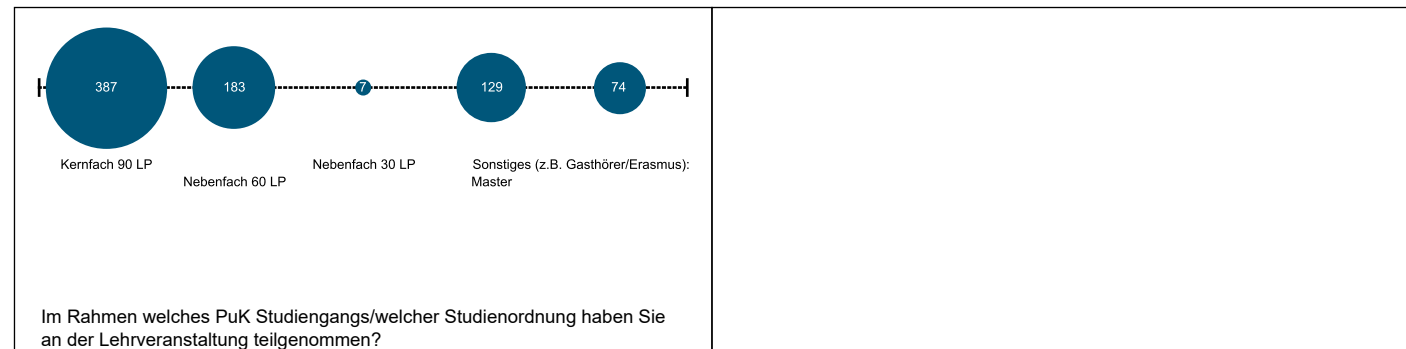 387 183 7 129 74
Kernfach 90 LP Nebenfach 30 LP Sonstiges (z.B. Gasthörer/Erasmus):
Nebenfach 60 LP Master
Im Rahmen welches PuK Studiengangs/welcher Studienordnung haben Sie
an der Lehrveranstaltung teilgenommen?